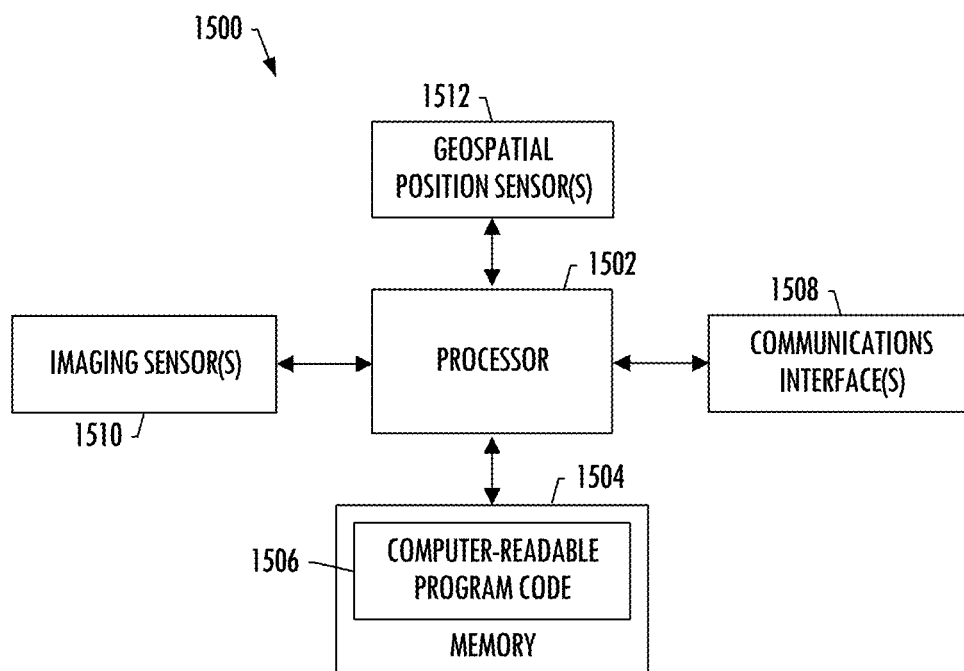 1500
1512
GEOSPATIAL
POSITION SENSOR(S)
1502
PROCESSOR
1508
COMMUNICATIONS
INTERFACE(S)
IMAGING SENSOR(S)
1510
1504
1506
COMPUTER-READABLE
PROGRAM CODE
MEMORY